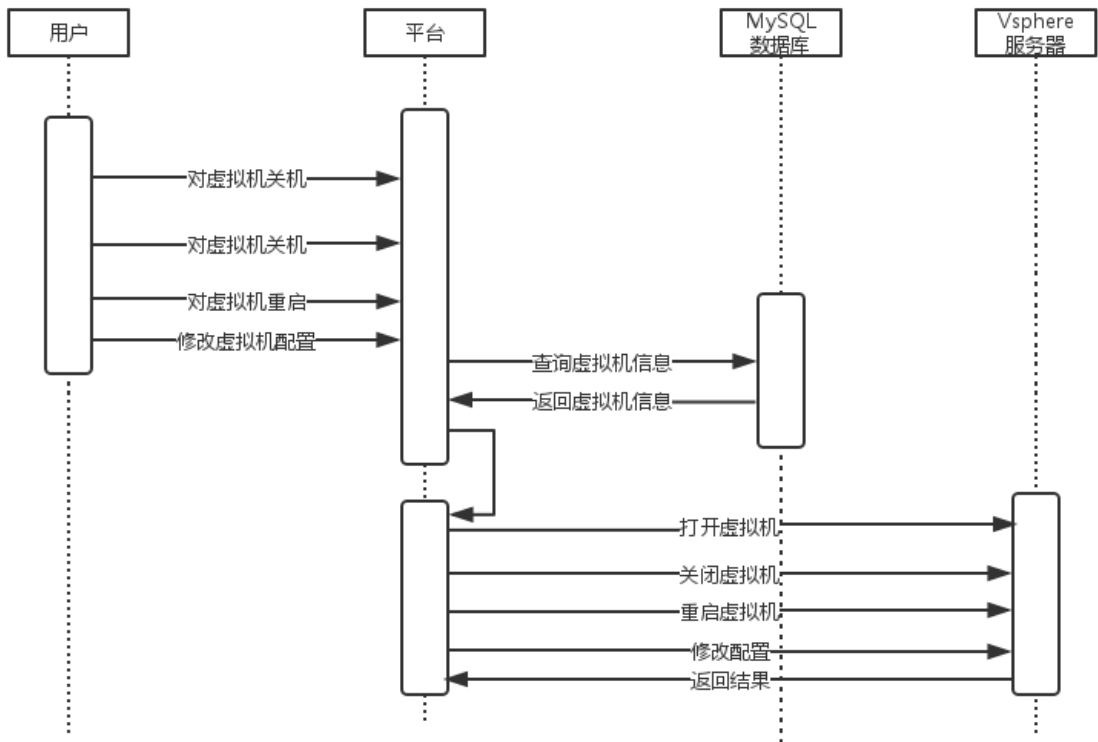 用户
平台
MySQL
数据库
Vsphere
服务器
对虚拟机关机
对虚拟机关机
对虚拟机重启
修改虚拟机配置
查询虚拟机信息
返回虚拟机信息
打开虚拟机
关闭虚拟机
重启虚拟机
修改配置
返回结果